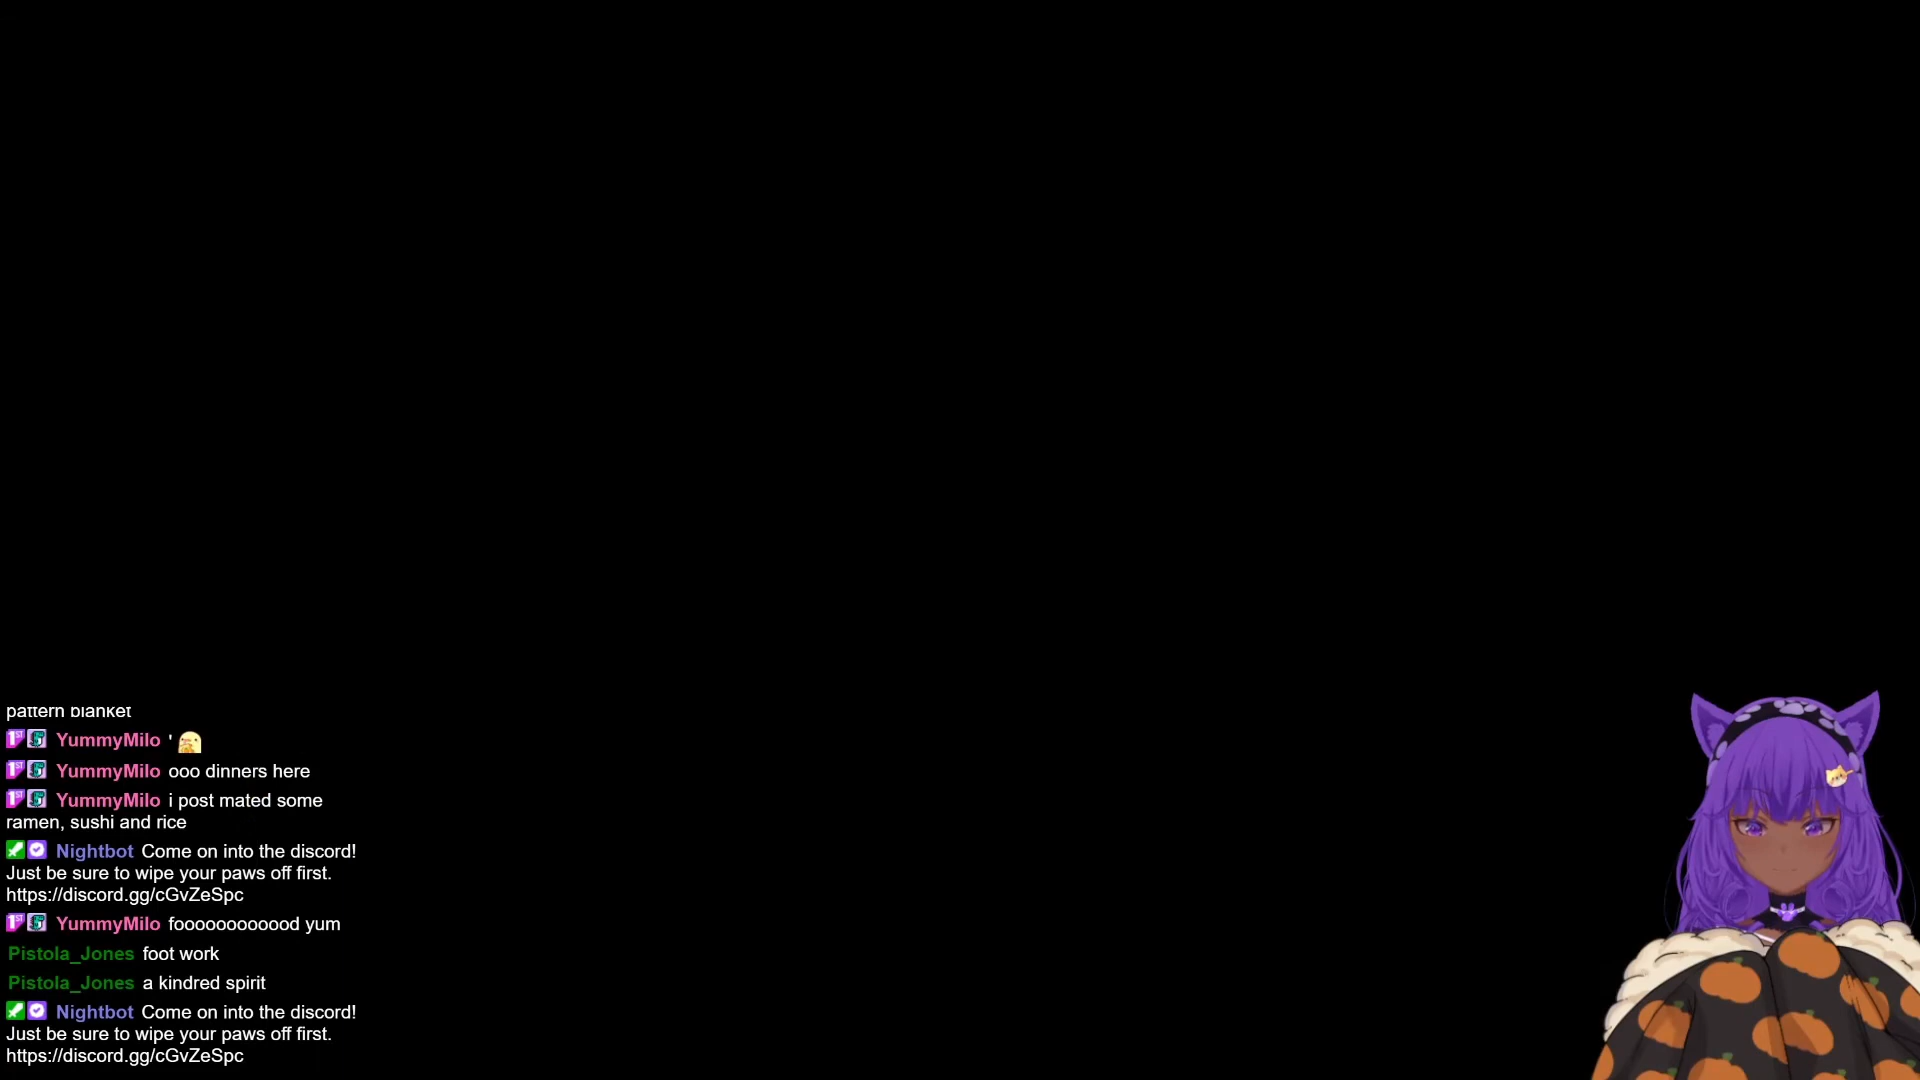 pattern blanket
YummyMilo '
YummyMilo ooo dinners here
YummyMilo i post mated some
ramen, sushi and rice
Nightbot Come on into the discord!
Just be sure to wipe your paws off first.
https://discord.gg/cGvZeSpc
YummyMilo fooooooooood yum
Pistola_Jones foot work
Pistola_Jones a kindred spirit
Nightbot Come on into the discord!
Just be sure to wipe your paws off first.
https://discord.gg/cGvZeSpc